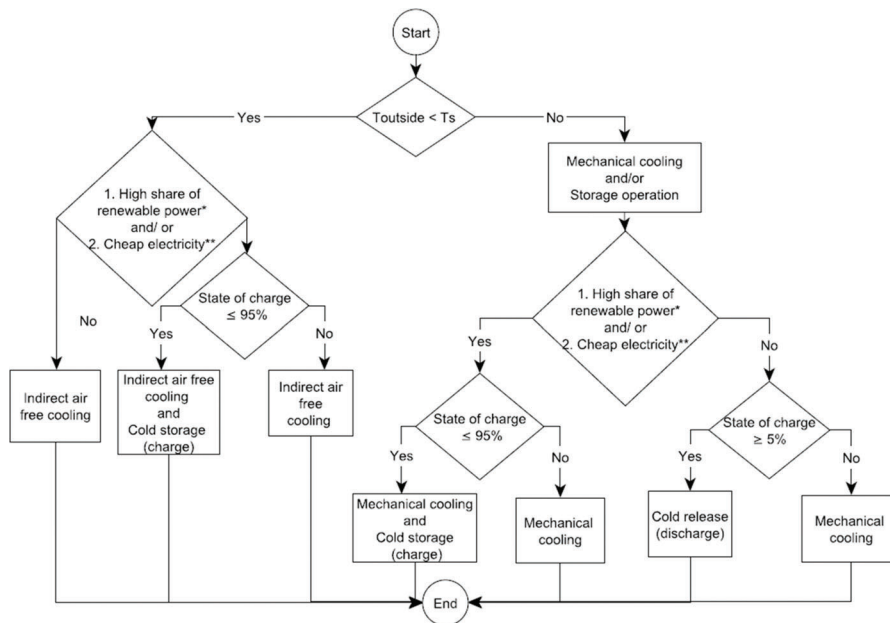 Start
Toutside < Ts
Yes
No
Mechanical cooling
and/or
Storage operation
1. High share of
renewable power*
and/ or
2. Cheap electricity**
State of charge
≤ 95%
No
Yes
No
Indirect air
free cooling
Indirect air free
cooling
and
Cold storage
(charge)
Indirect air
free
cooling
1. High share of
renewable power*
and/ or
2. Cheap electricity**
Yes
No
State of charge
≤ 95%
State of charge
≥ 5%
Yes
No
Yes
No
Mechanical cooling
and
Cold storage
(charge)
Mechanical
cooling
Cold release
(discharge)
Mechanical
cooling
End